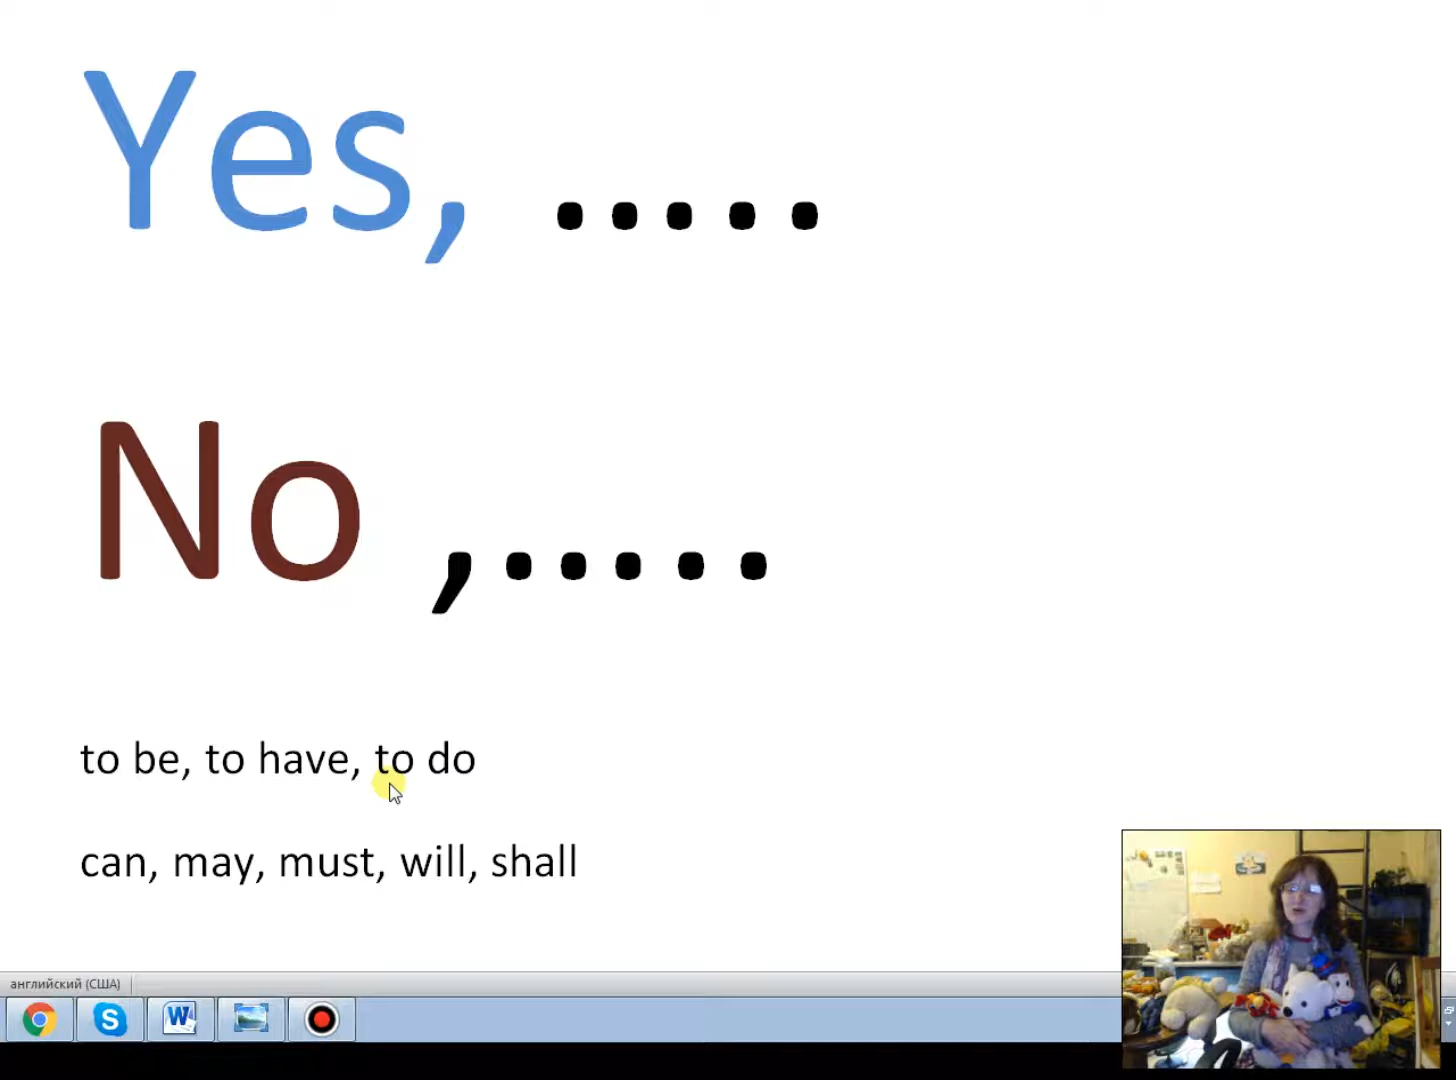 Yes, .....
No ,.....
to be, to have, to do
can, may, must, will, shall
английский (США)